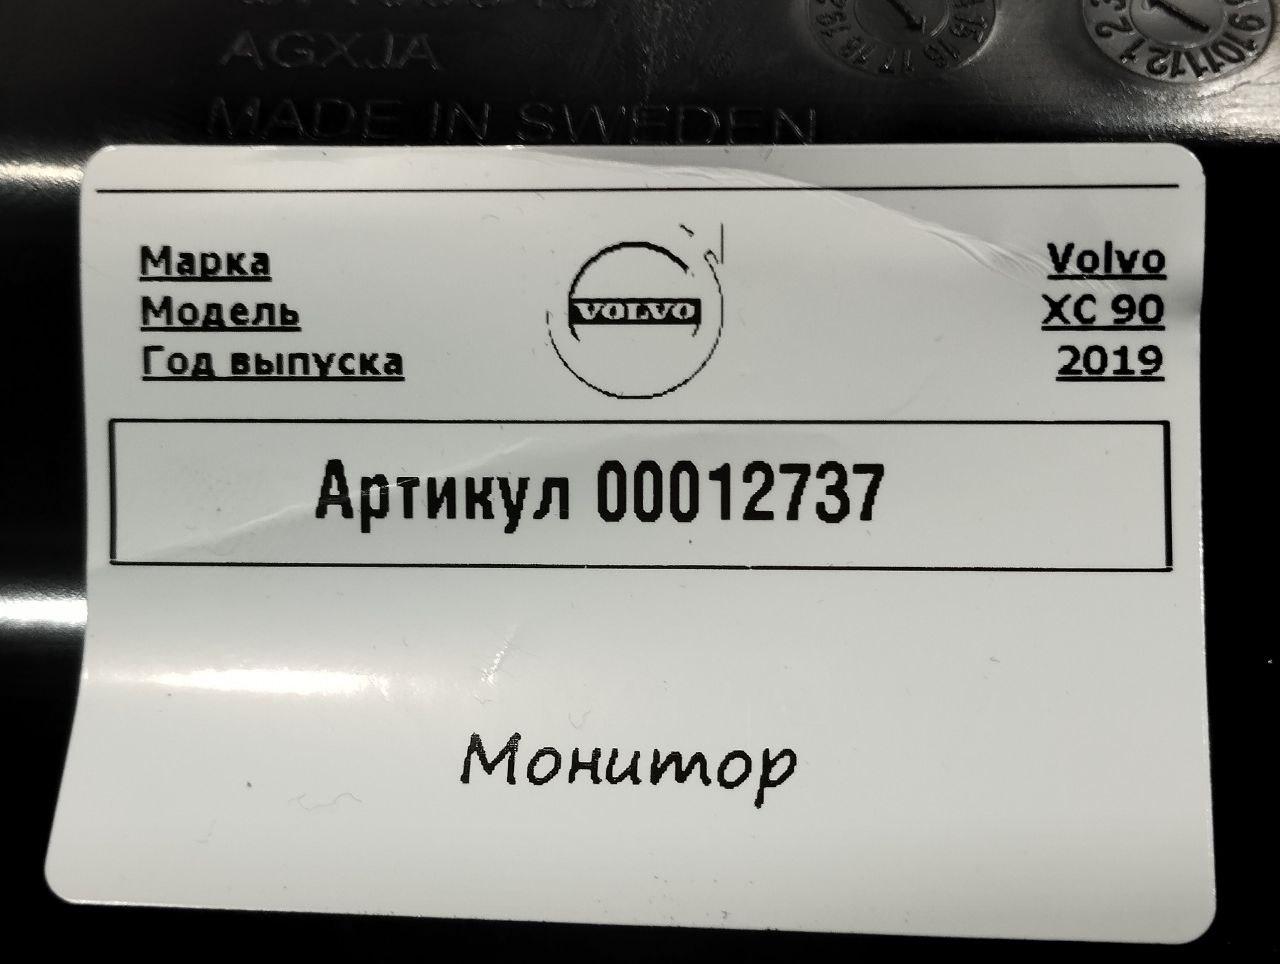 AGXJA
MADE IN SWEDEN
Марка
VOLVO
Volvo
Модель
XC 90
Год выпуска
2019
Артикул 00012737
Монитор